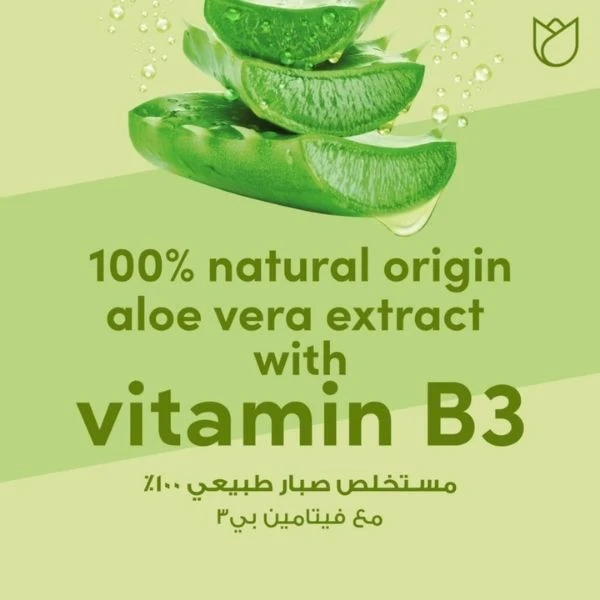 100% natural origin
aloe vera extract
with
vitamin B3
مستخلص صبار طبيعي ١٠٠٪
مع فيتامين بي٣